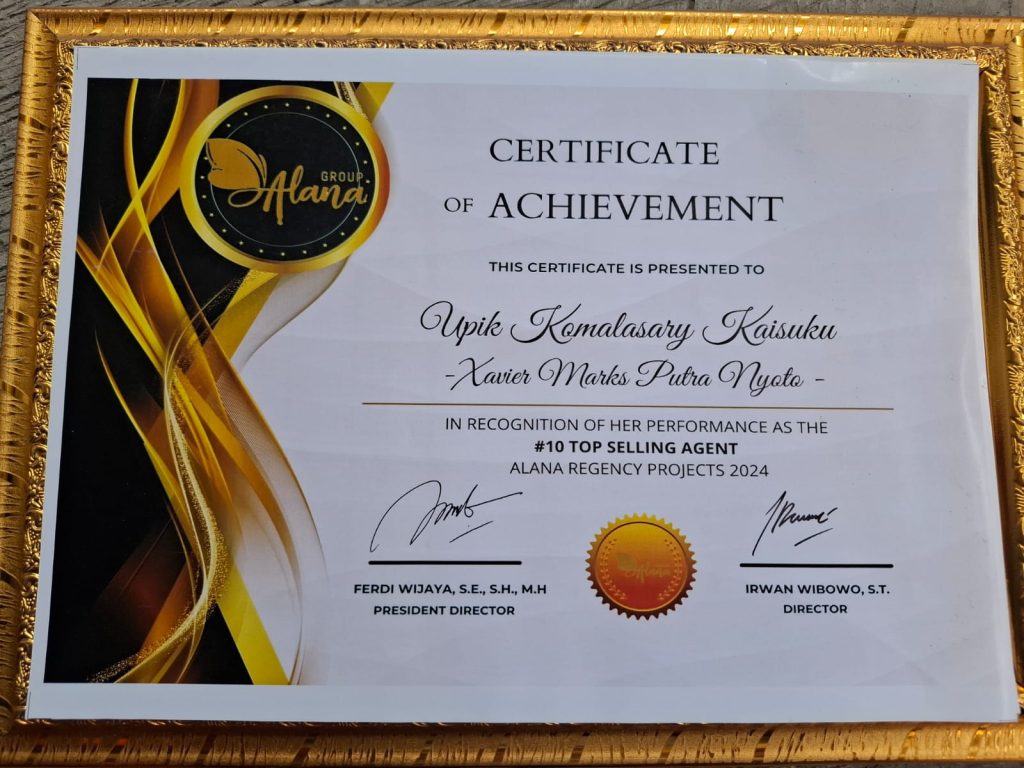 GROUP
Alana
CERTIFICATE
OF ACHIEVEMENT
THIS CERTIFICATE IS PRESENTED TO
Upik Komalasary Kaisuku
-Xavier Marks Putra Nyoto -
IN RECOGNITION OF HER PERFORMANCE AS THE
#10 TOP SELLING AGENT
ALANA REGENCY PROJECTS 2024
FERDI WIJAYA, S.E., S.H., M.H
PRESIDENT DIRECTOR
Alana
IRWAN WIBOWO, S.T.
DIRECTOR